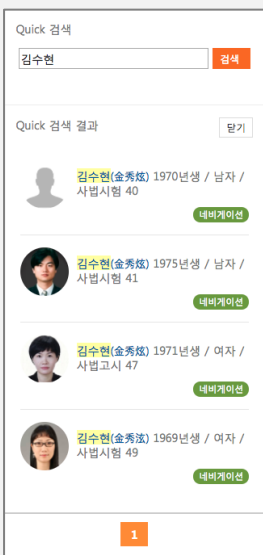 Quick 검색
김수현 검색
Quick 검색 결과 닫기
김수현(金秀炫) 1970년생 / 남자 /
사법시험 40
네비게이션
김수현(金秀炫) 1975년생 / 남자 /
사법시험 41
네비게이션
김수현(金秀炫) 1971년생 / 여자 /
사법고시 47
네비게이션
김수현(金秀泫) 1969년생 / 여자 /
사법시험 49
네비게이션
1